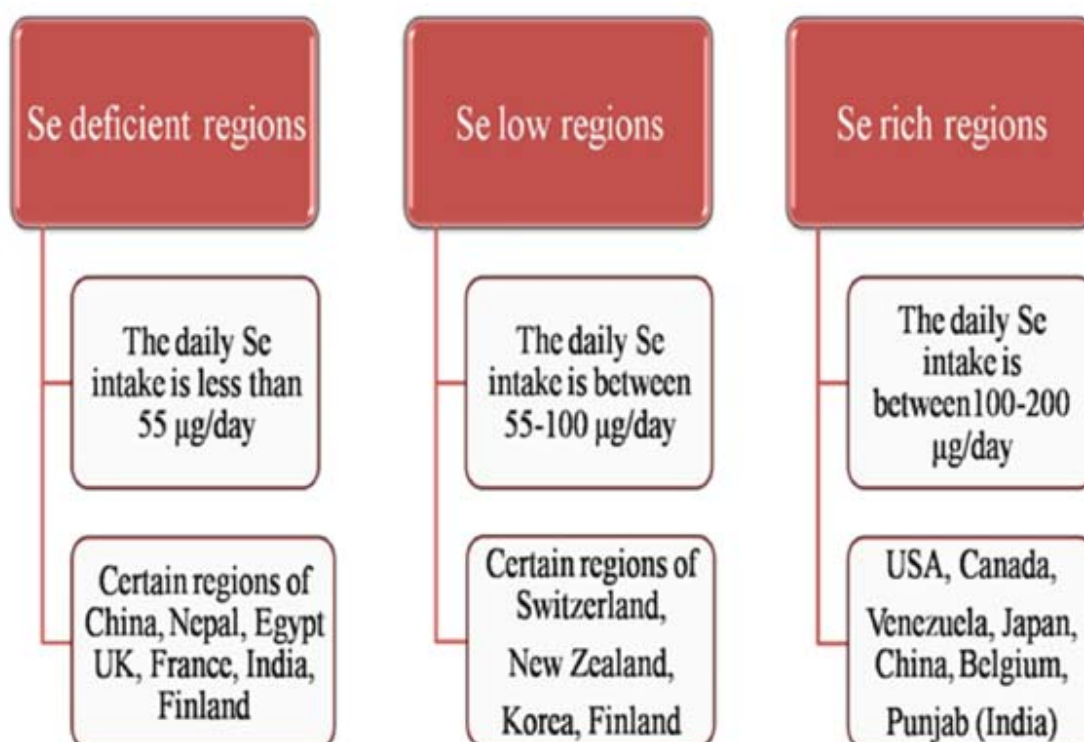 Se deficient regions
The daily Se
intake is less than
55 µg/day
Certain regions of
China, Nepal, Egypt
UK, France, India,
Finland
Se low regions
The daily Se
intake is between
55-100 µg/day
Certain regions of
Switzerland,
New Zealand,
Korea, Finland
Se rich regions
The daily Se
intake is
between100-200
µg/day
USA, Canada,
Venezuela, Japan,
China, Belgium,
Punjab (India)